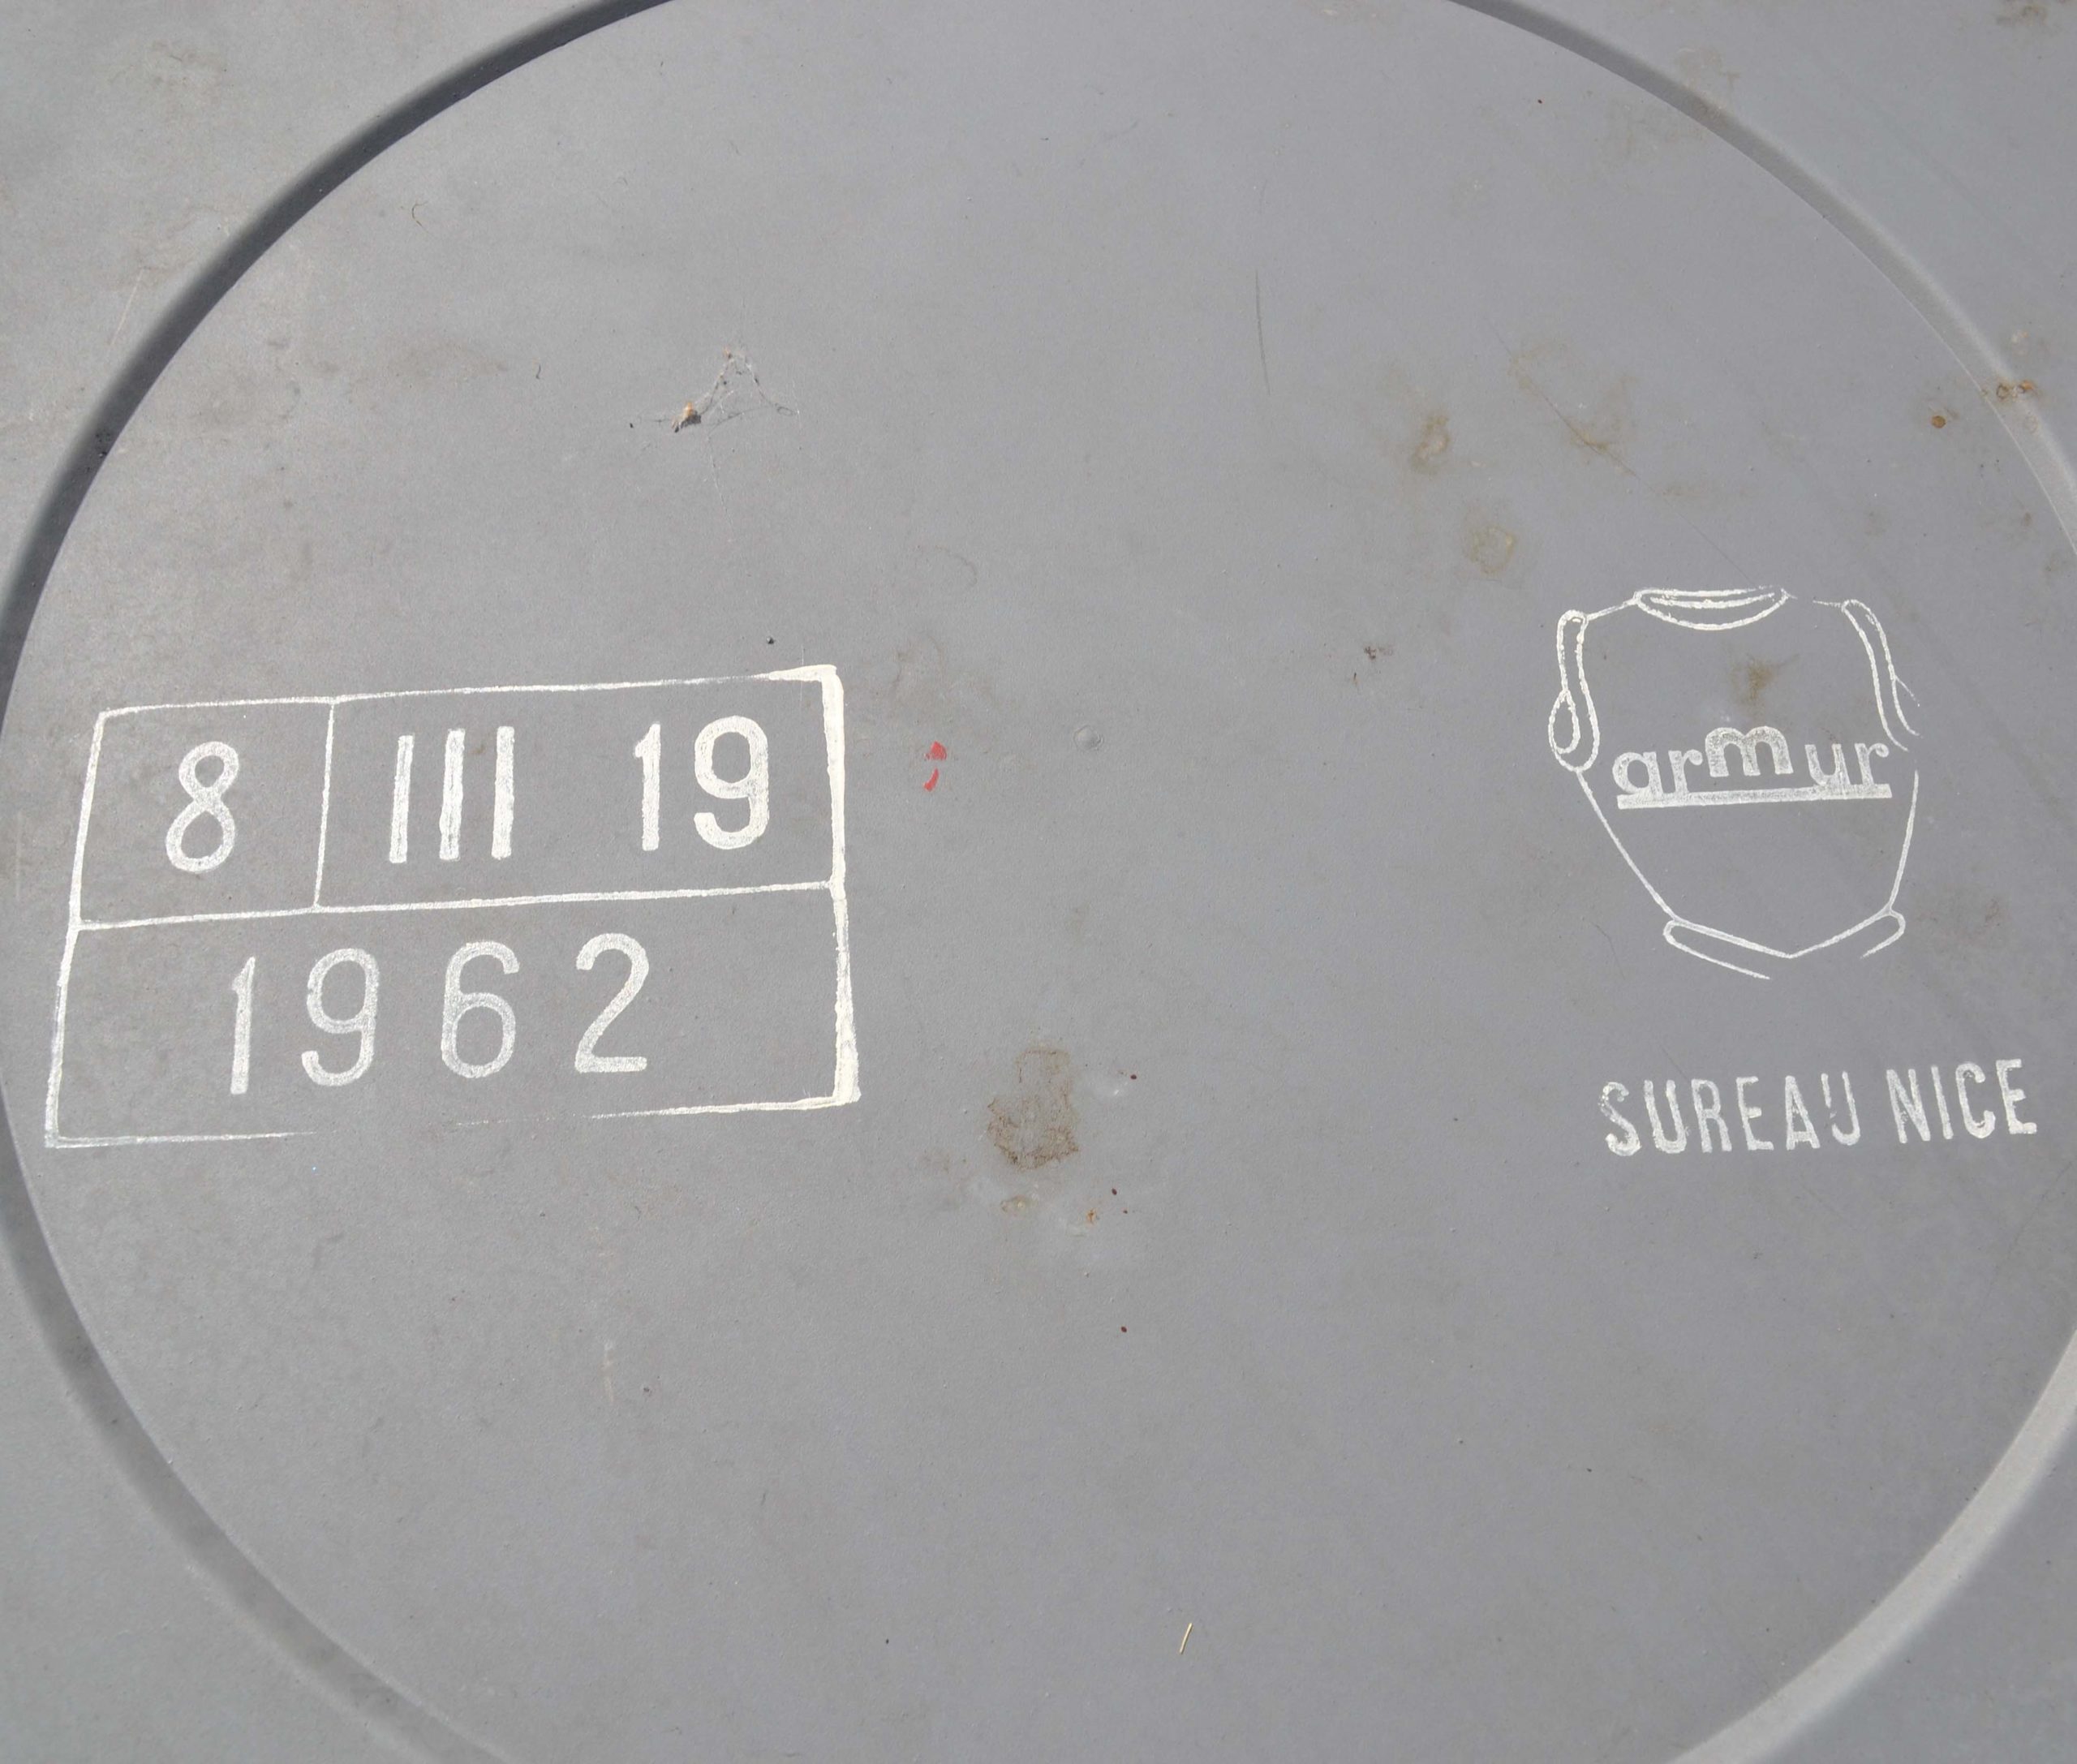 8 III 19
1962
armur
SUREAU NICE